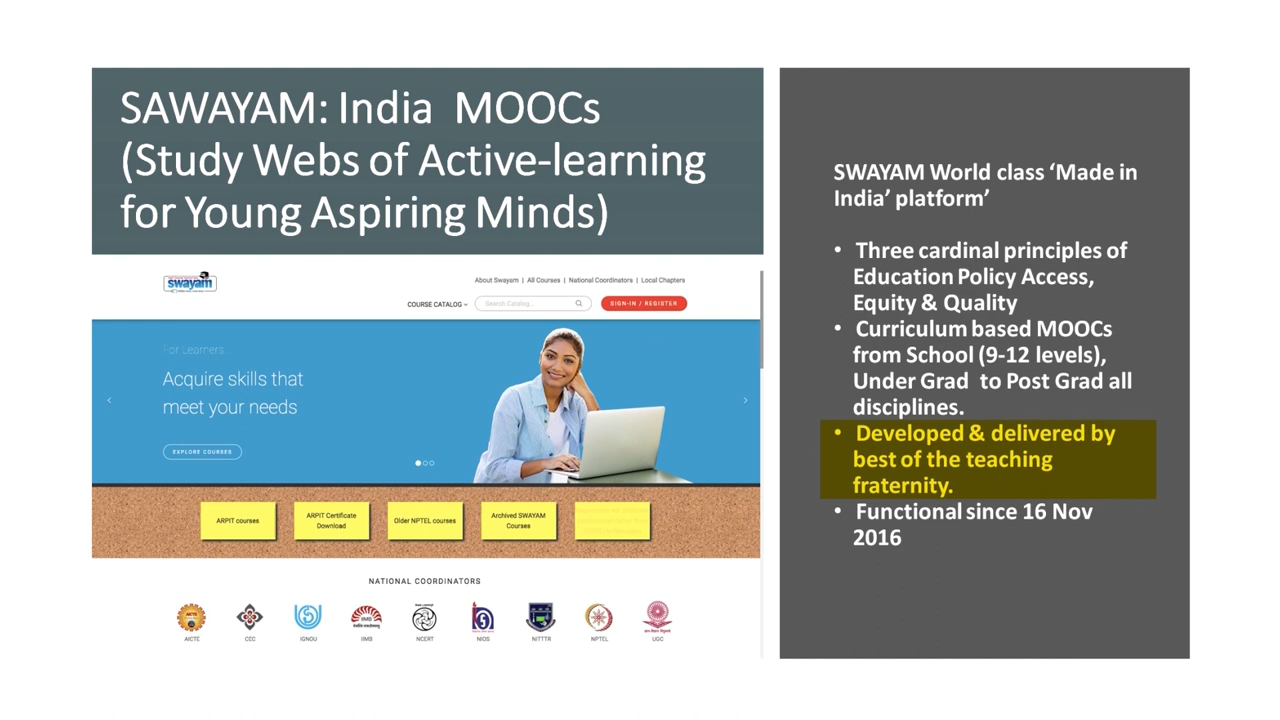 SAWAYAM: India  MOOCs
(Study Webs of Active-learning
for Young Aspiring Minds)
swayam
About Swayam | All Courses | National Coordinators | Local Chapters
COURSE CATALOG
Search Catalog...
SIGN-IN / REGISTER
For Learners...
Acquire skills that
meet your needs
EXPLORE COURSES
ARPIT courses
ARPIT Certificate
Download
Older NPTEL courses
Archived SWAYAM
Courses
NATIONAL COORDINATORS
AICTE
CEC
IGNOU
IIMB
NCERT
NIOS
NITTTR
NPTEL
UGC
SWAYAM World class ‘Made in
India’ platform’
• Three cardinal principles of
Education Policy Access,
Equity & Quality
• Curriculum based MOOCs
from School (9-12 levels),
Under Grad  to Post Grad all
disciplines.
• Developed & delivered by
best of the teaching
fraternity.
• Functional since 16 Nov
2016